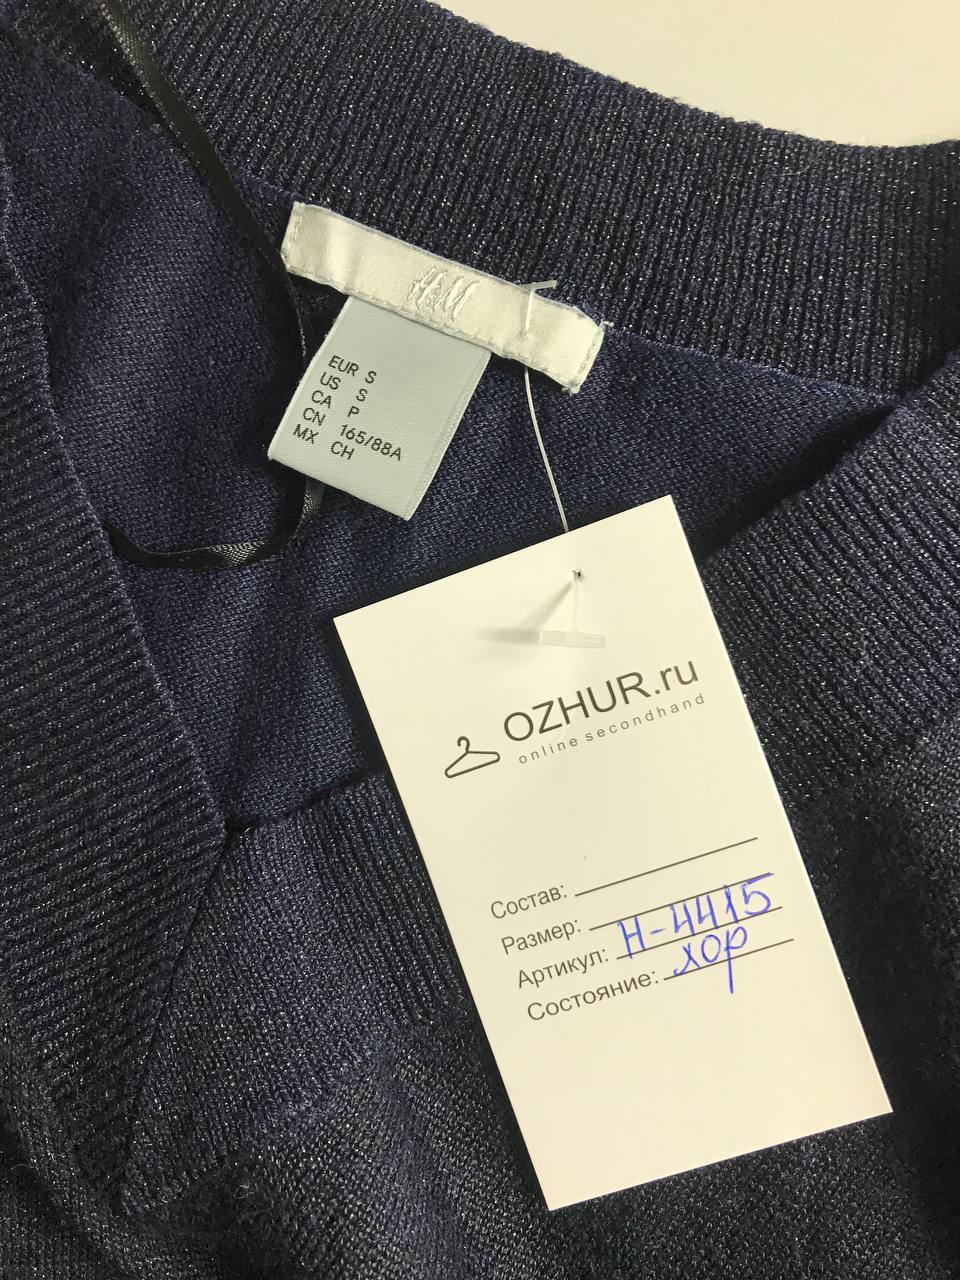 H&M
EUR S
US S
CA P
CN 165/88A
MX CH
OZHUR.ru
online secondhand
Состав:
Размер:
Артикул: Н-4415
Состояние: хор